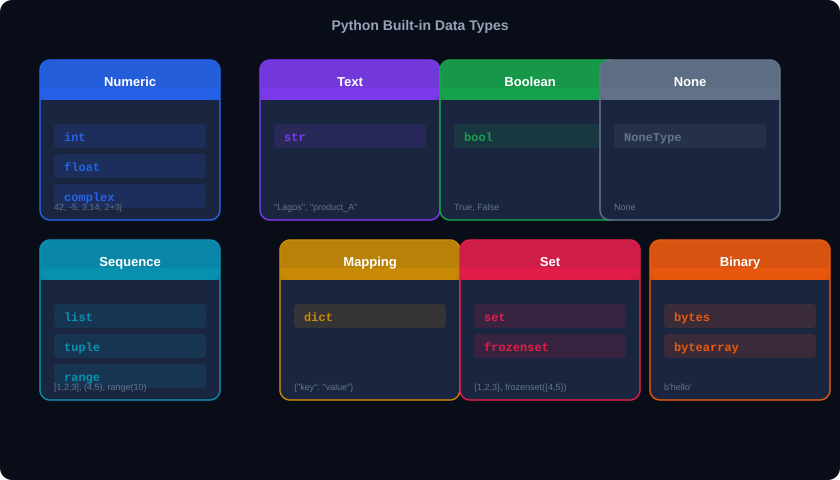 Python Built-in Data Types
Numeric
int
float
complex
42, -5, 3.14, 2+3j
Text
str
"Lagos", "product_A"
Boolean
bool
True, False
None
NoneType
None
Sequence
list
tuple
range
[1,2,3], (4,5), range(10)
Mapping
dict
{"key": "value"}
Set
set
frozenset
{1,2,3}, frozenset({4,5})
Binary
bytes
bytearray
b'hello'